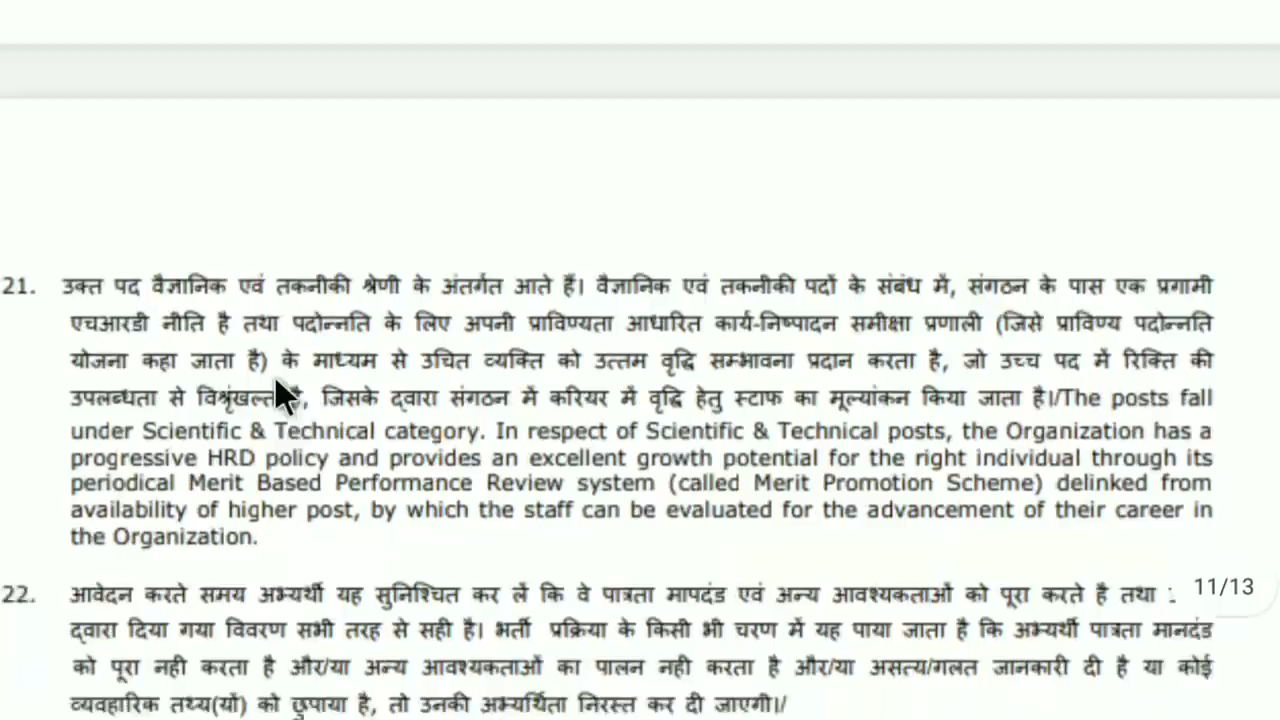 21. उक्त पद वैज्ञानिक एवं तकनीकी श्रेणी के अंतर्गत आते हैं। वैज्ञानिक एवं तकनीकी पदों के संबंध में, संगठन के पास एक प्रगामी
एचआरडी नीति है तथा पदोन्नति के लिए अपनी प्राविण्यता आधारित कार्य-निष्पादन समीक्षा प्रणाली (जिसे प्राविण्य पदोन्नति
योजना कहा जाता है) के माध्यम से उचित व्यक्ति को उत्तम वृद्धि सम्भावना प्रदान करता है, जो उच्च पद में रिक्ति की
उपलब्धता से है, जिसके द्वारा संगठन में करियर में वृद्धि हेतु स्टाफ का मूल्यांकन किया जाता है।/The posts fall
under Scientific & Technical category. In respect of Scientific & Technical posts, the Organization has a
progressive HRD policy and provides an excellent growth potential for the right individual through its
periodical Merit Based Performance Review system (called Merit Promotion Scheme) delinked from
availability of higher post, by which the staff can be evaluated for the advancement of their career in
the Organization.
22. आवेदन करते समय अभ्यर्थी यह सुनिश्चित कर लें कि वे पात्रता मापदंड एवं अन्य आवश्यकताओं को पूरा करते है तथा
11/13
द्वारा दिया गया विवरण सभी तरह से सही है। भर्ती प्रक्रिया के किसी भी चरण में यह पाया जाता है कि अभ्यर्थी पात्रता मानदंड
को पूरा नही करता है और/या अन्य आवश्यकताओं का पालन नही करता है और/या असत्य/गलत जानकारी दी है या कोई
व्यवहारिक तथ्य(यों) को छुपाया है, तो उनकी अभ्यर्थिता निरस्त कर दी जाएगी।/